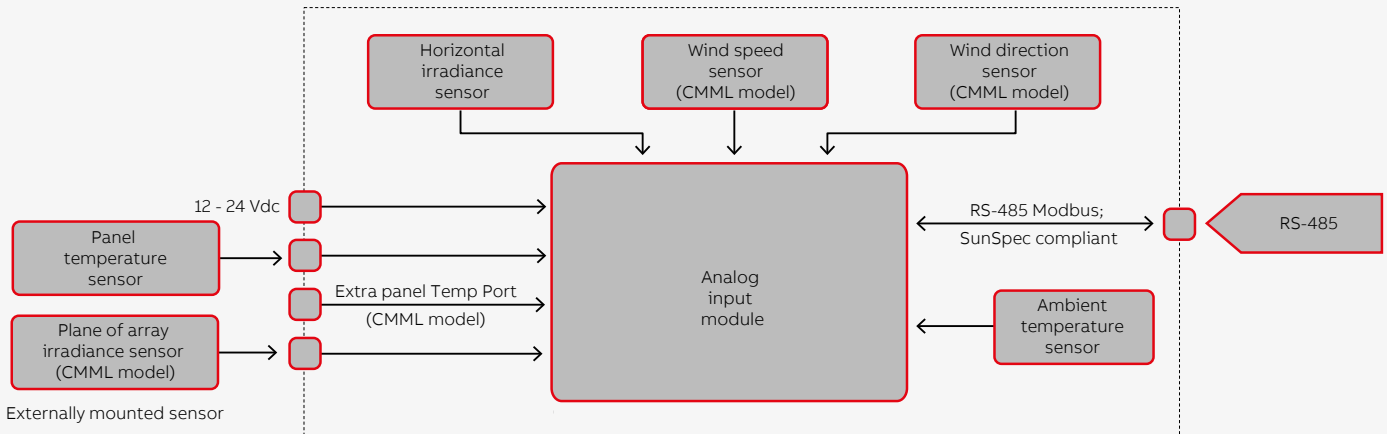 Horizontal
irradiance
sensor
Wind speed
sensor
(CMML model)
Wind direction
sensor
(CMML model)
12 - 24 Vdc
Panel
temperature
sensor
Extra panel Temp Port
(CMML model)
Plane of array
irradiance sensor
(CMML model)
Externally mounted sensor
Analog
input
module
RS-485 Modbus;
SunSpec compliant
RS-485
Ambient
temperature
sensor